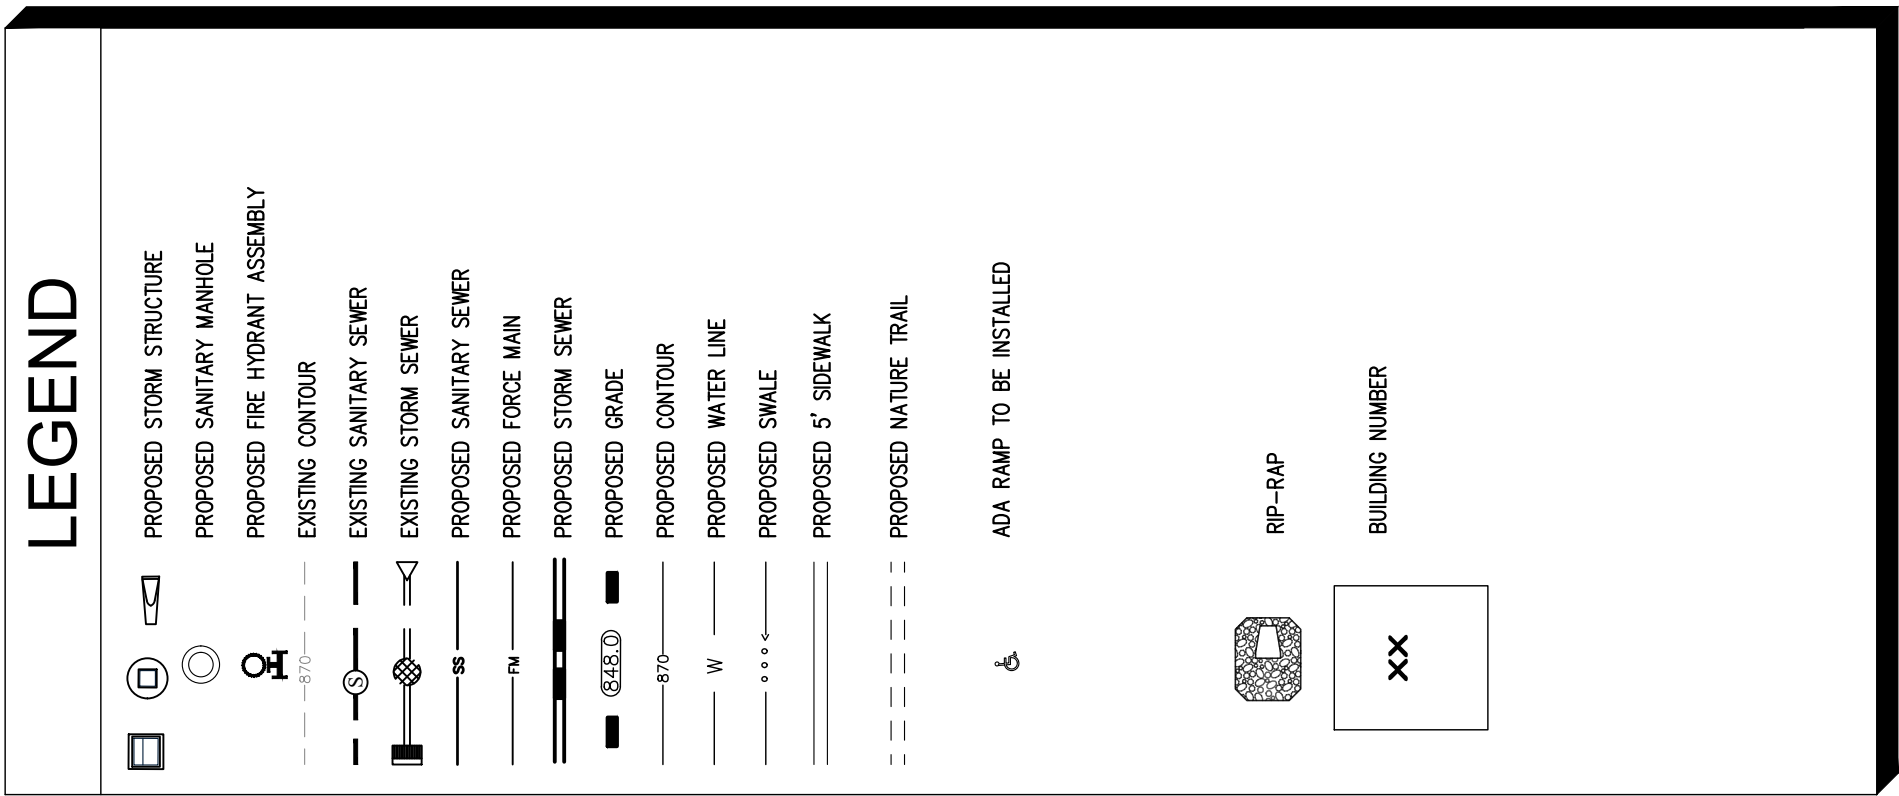 LEGEND
PROPOSED STORM STRUCTURE
PROPOSED SANITARY MANHOLE
PROPOSED FIRE HYDRANT ASSEMBLY
870 EXISTING CONTOUR
S EXISTING SANITARY SEWER
EXISTING STORM SEWER
SS PROPOSED SANITARY SEWER
FM PROPOSED FORCE MAIN
PROPOSED STORM SEWER
848.0 PROPOSED GRADE
870 PROPOSED CONTOUR
W PROPOSED WATER LINE
PROPOSED SWALE
PROPOSED 5' SIDEWALK
PROPOSED NATURE TRAIL
ADA RAMP TO BE INSTALLED
RIP-RAP
XX BUILDING NUMBER